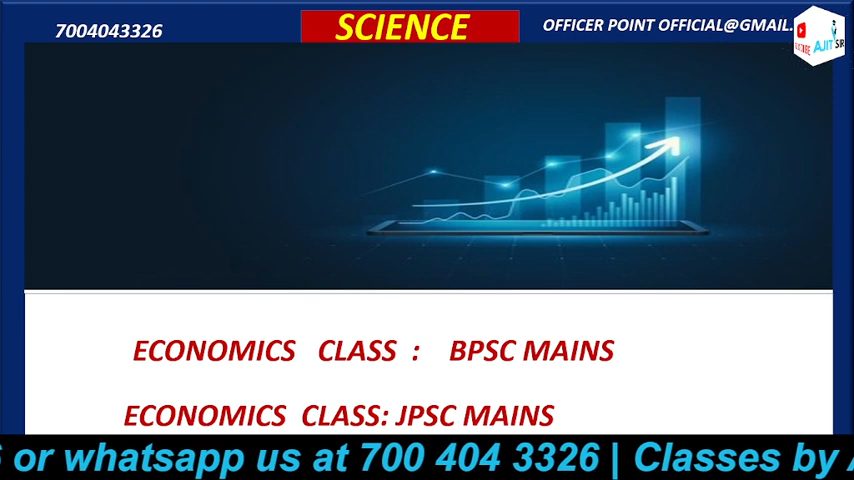 7004043326
SCIENCE
OFFICER POINT OFFICIAL@GMAIL.
AJIT SIR
ECONOMICS CLASS : BPSC MAINS
ECONOMICS CLASS: JPSC MAINS
or whatsapp us at 700 404 3326 | Classes by